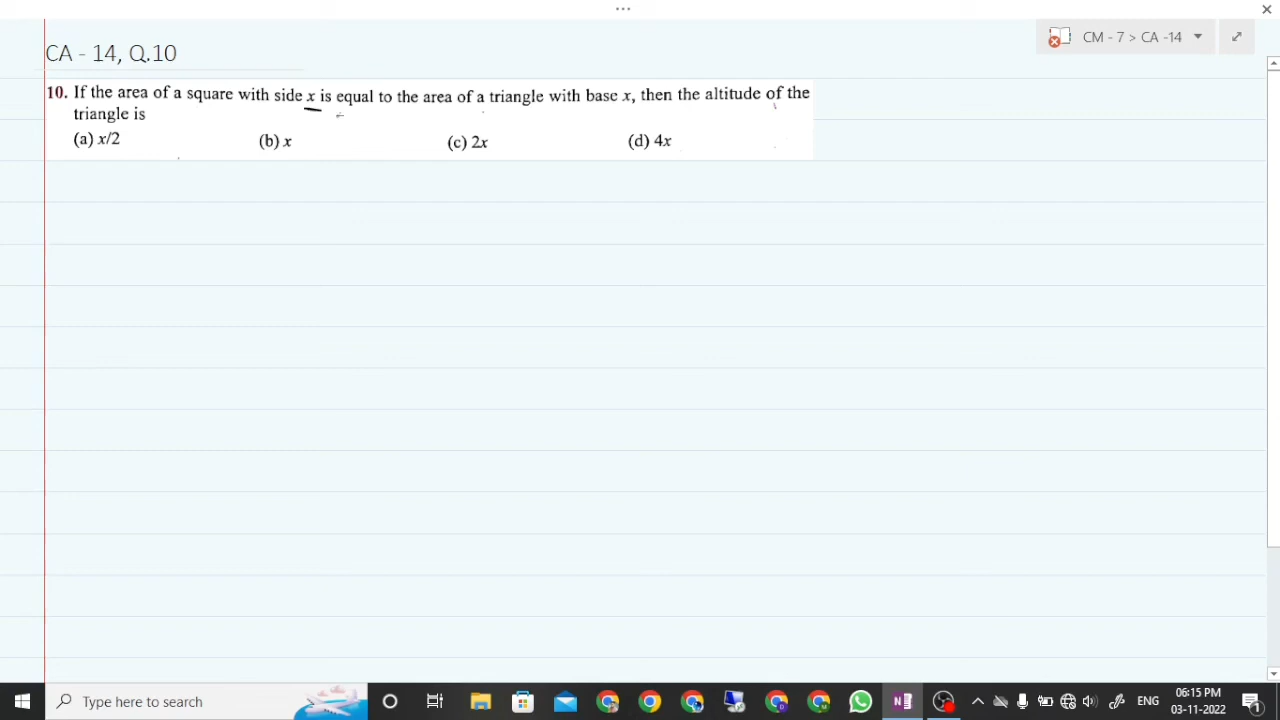 CM - 7 > CA -14
CA - 14, Q.10
10. If the area of a square with side x is equal to the area of a triangle with base x, then the altitude of the
triangle is
(a) x/2 (b) x (c) 2x (d) 4x
Type here to search
ENG
06:15 PM
03-11-2022
1